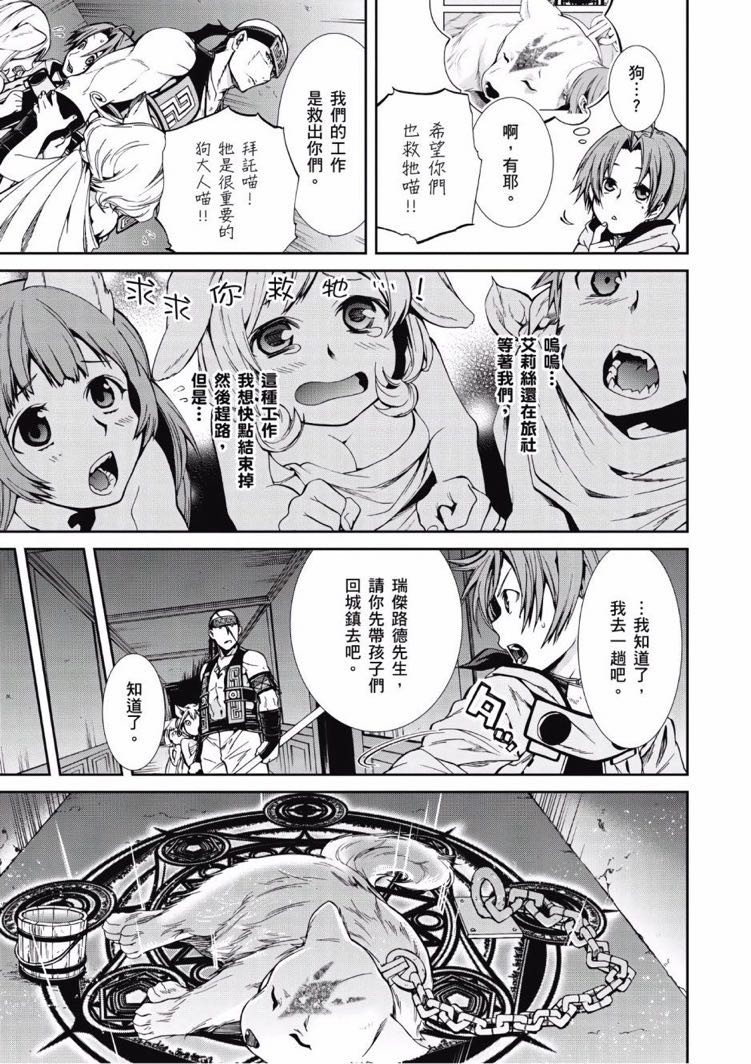 狗…?
啊，有耶。
希望你們
也救牠喵!!
我們的工作
是救出你們。
拜託喵!
牠是很重要的
狗大人喵!!
嗚嗚…
艾莉絲還在旅社
等著我們，
求求你救牠…!
這種工作
我想快點結束掉
然後趕路，
但是…
…我知道了，
我去一趟吧。
瑞傑路德先生，
請你先帶孩子們
回城鎮去吧。
知道了。